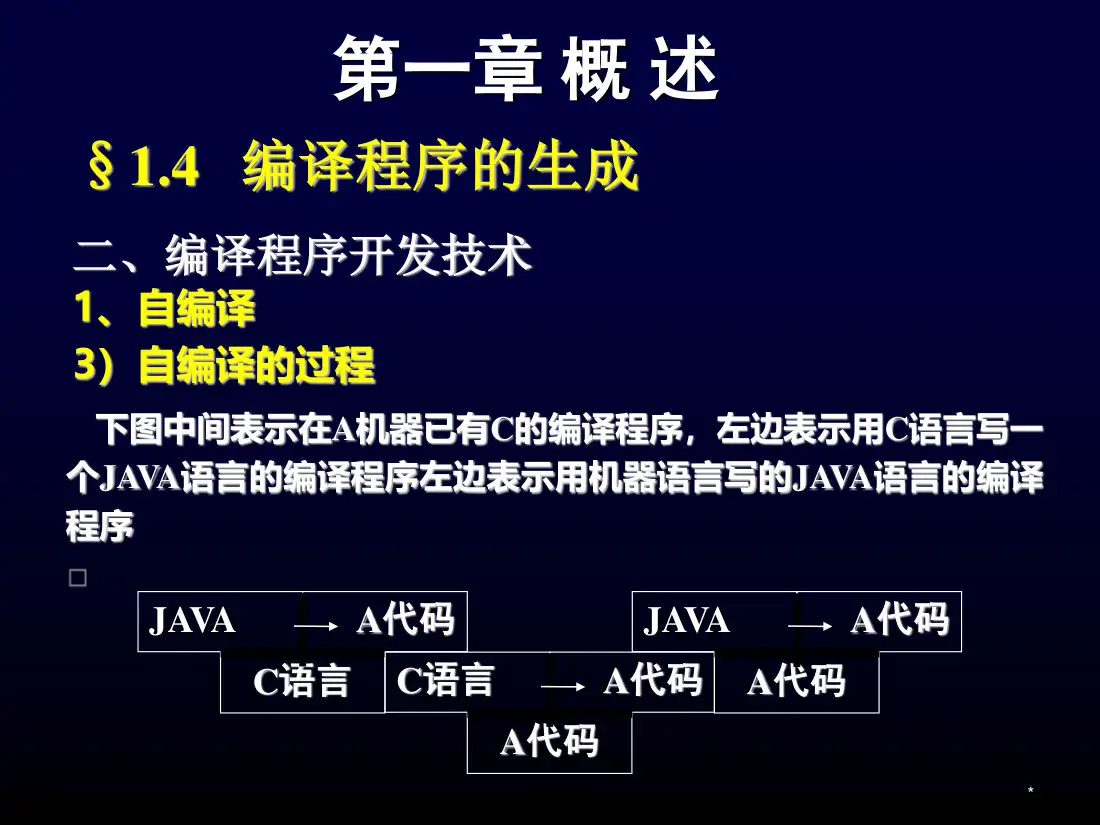 第一章 概 述
§1.4 编译程序的生成
二、编译程序开发技术
1、自编译
3）自编译的过程
下图中间表示在A机器已有C的编译程序，左边表示用C语言写一
个JAVA语言的编译程序左边表示用机器语言写的JAVA语言的编译
程序
□
JAVA → A代码 JAVA → A代码
C语言 C语言 → A代码 A代码
A代码
*